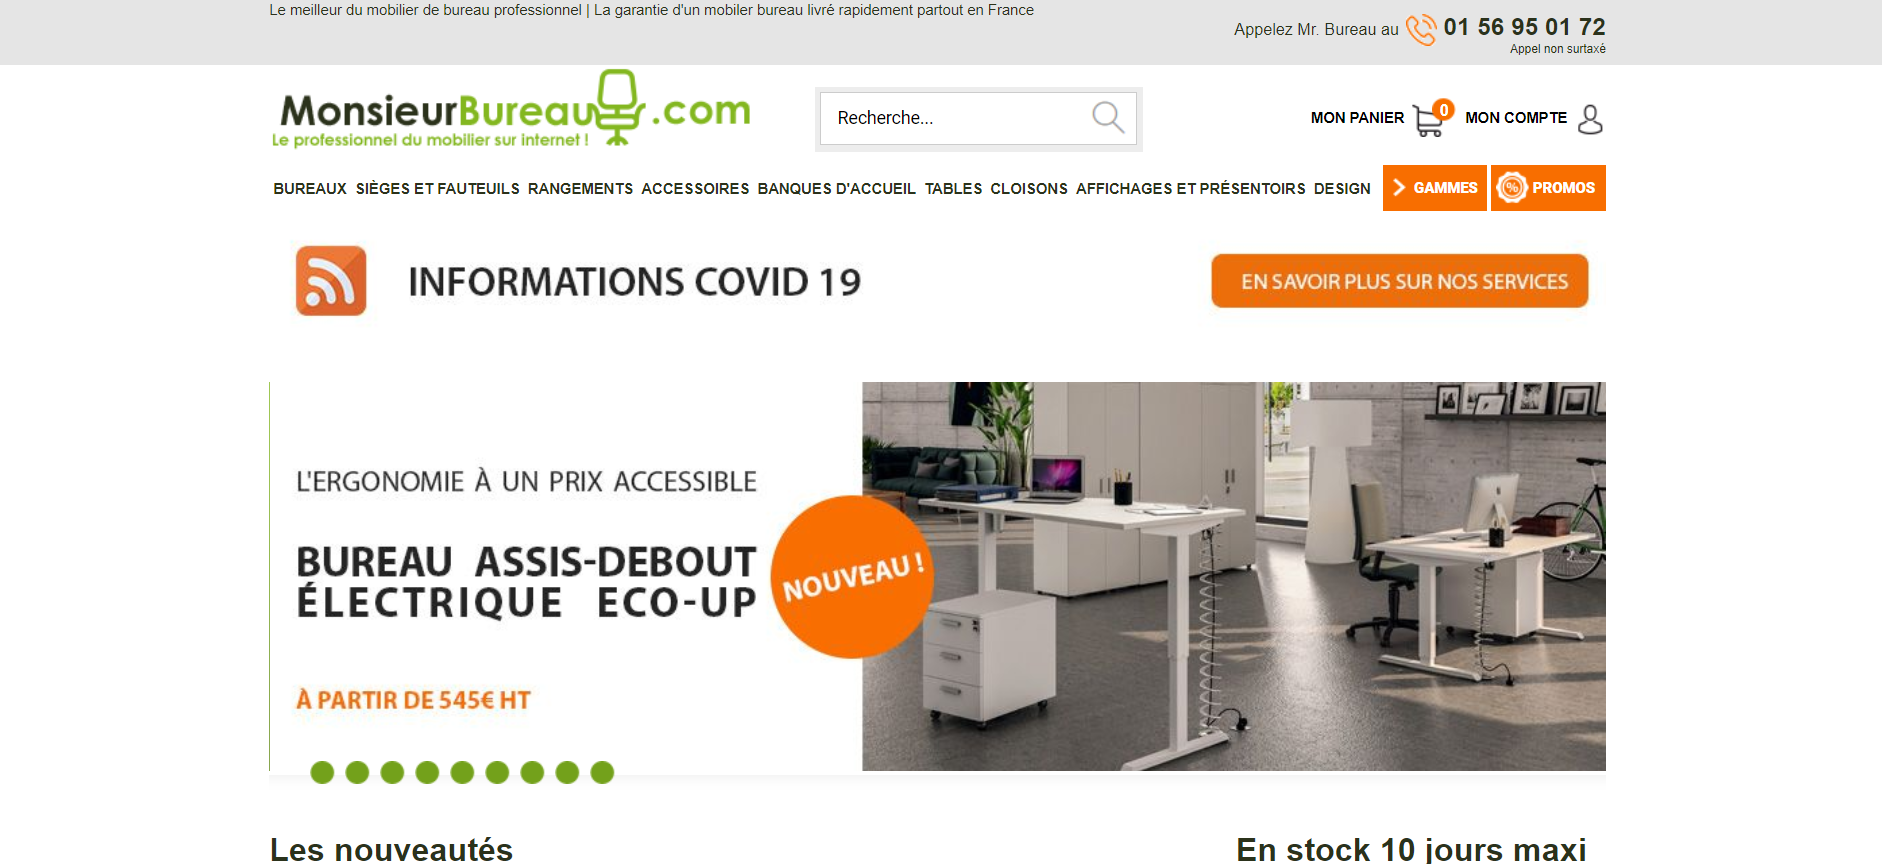 Le meilleur du mobilier de bureau professionnel | La garantie d'un mobiler bureau livré rapidement partout en France
Appelez Mr. Bureau au 01 56 95 01 72
Appel non surtaxé
MonsieurBureau.com
Le professionnel du mobilier sur internet !
Recherche...
MON PANIER 0 MON COMPTE
BUREAUX SIÈGES ET FAUTEUILS RANGEMENTS ACCESSOIRES BANQUES D'ACCUEIL TABLES CLOISONS AFFICHAGES ET PRÉSENTOIRS DESIGN GAMMES % PROMOS
INFORMATIONS COVID 19
EN SAVOIR PLUS SUR NOS SERVICES
L'ERGONOMIE À UN PRIX ACCESSIBLE
BUREAU ASSIS-DEBOUT
ÉLECTRIQUE ECO-UP
NOUVEAU !
À PARTIR DE 545€ HT
Les nouveautés
En stock 10 jours maxi